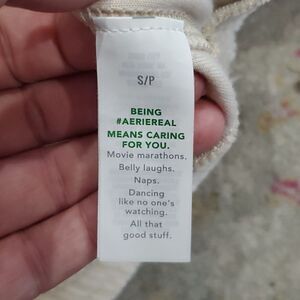 S/P
BEING
#AERIEREAL
MEANS CARING
FOR YOU.
Movie marathons.
Belly laughs.
Naps.
Dancing
like no one's
watching.
All that
good stuff.